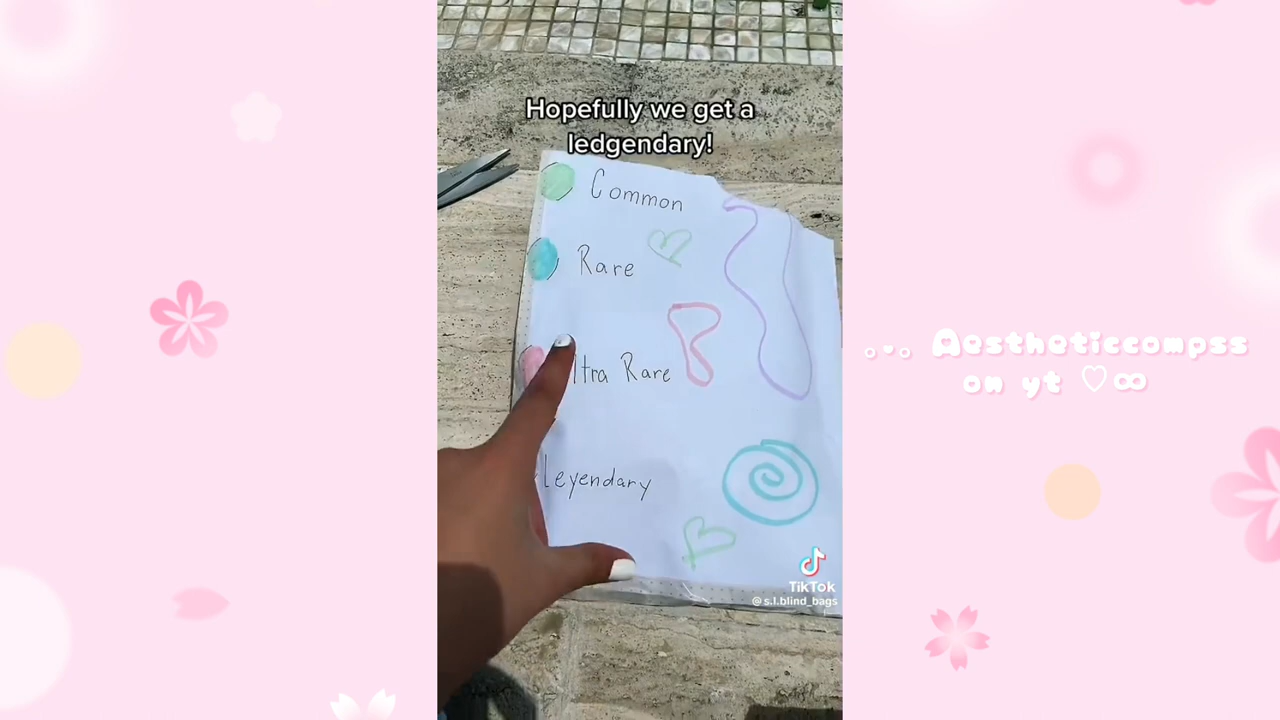 Hopefully we get a
ledgendary!
Common
Rare
ltra Rare
Leyendary
TikTok
@s.l.blind_bags
Aestheticcompss
on yt ♡∞